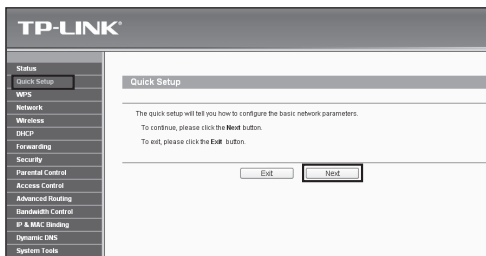 TP-LINK®
Status
Quick Setup
WPS
Network
Wireless
DHCP
Forwarding
Security
Parental Control
Access Control
Advanced Routing
Bandwidth Control
IP & MAC Binding
Dynamic DNS
System Tools
Quick Setup
The quick setup will tell you how to configure the basic network parameters.
To continue, please click the Next button.
To exit, please click the Exit button.
Exit
Next